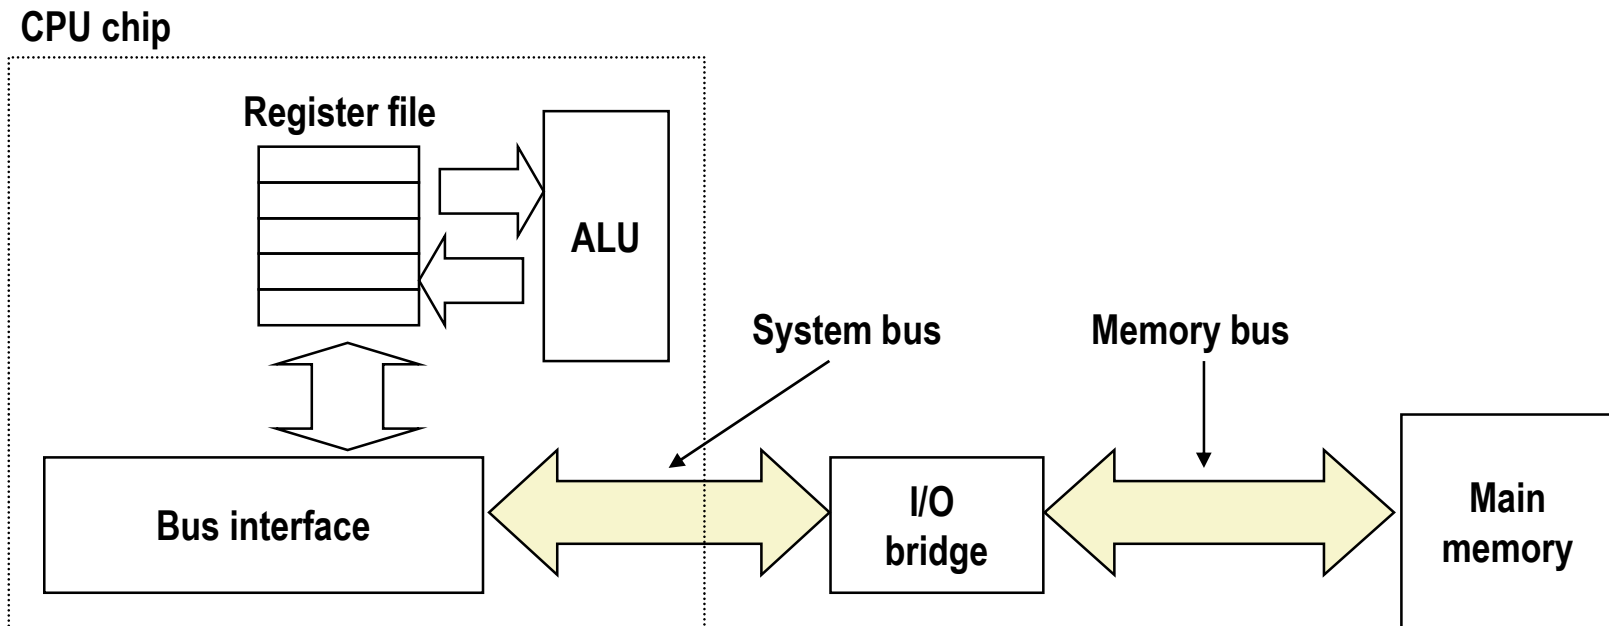 CPU chip
Register file
ALU
System bus
Memory bus
Bus interface
I/O
bridge
Main
memory